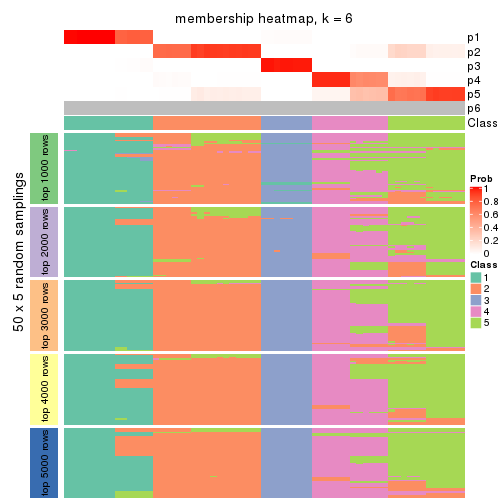 membership heatmap, k = 6
p1
p2
p3
p4
p5
p6
Class
50 x 5 random samplings
top 1000 rows
top 2000 rows
top 3000 rows
top 4000 rows
top 5000 rows
Prob
1
0.8
0.6
0.4
0.2
0
Class
1
2
3
4
5